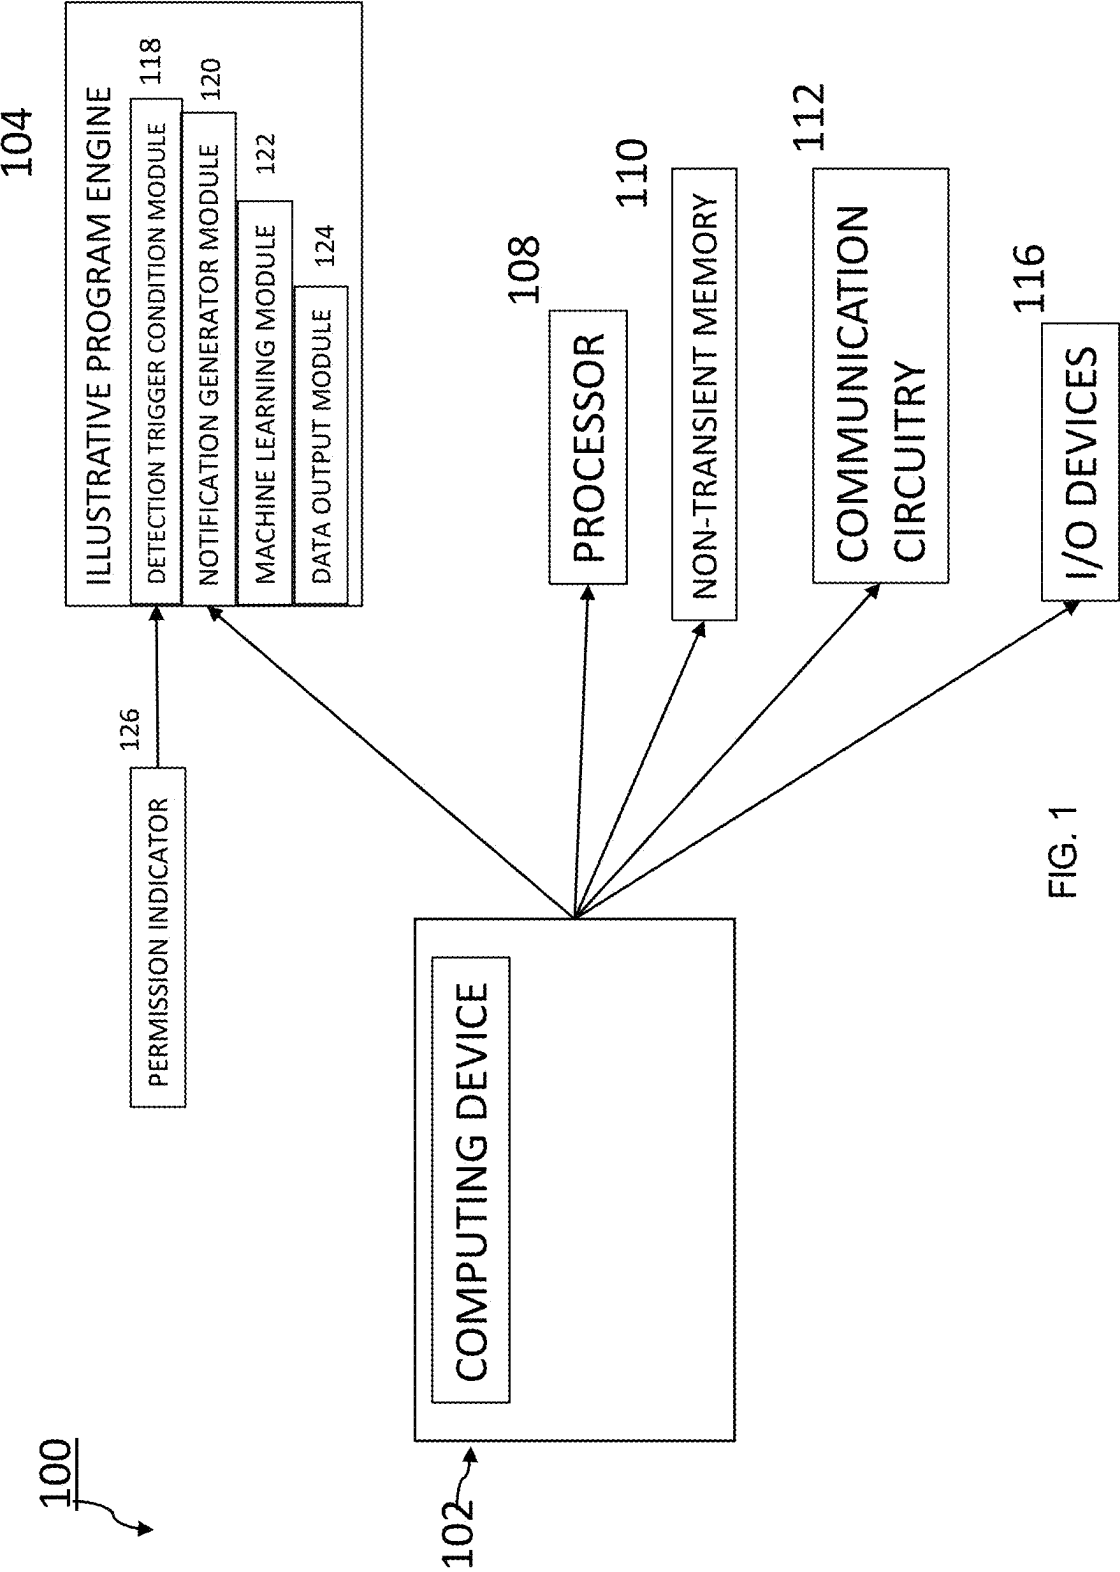 100
102
COMPUTING DEVICE
PERMISSION INDICATOR
126
104
ILLUSTRATIVE PROGRAM ENGINE
DETECTION TRIGGER CONDITION MODULE
118
NOTIFICATION GENERATOR MODULE
120
MACHINE LEARNING MODULE
122
DATA OUTPUT MODULE
124
108
PROCESSOR
110
NON-TRANSIENT MEMORY
112
COMMUNICATION
CIRCUITRY
116
I/O DEVICES
FIG. 1